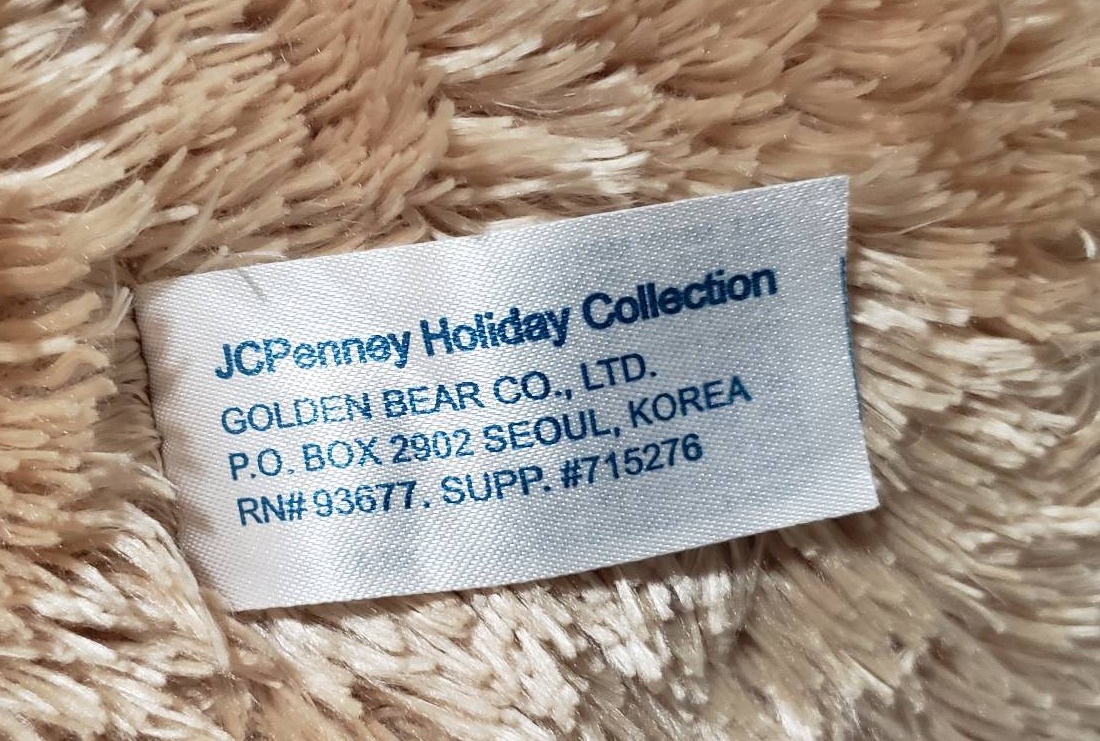 JCPenney Holiday Collection
GOLDEN BEAR CO., LTD.
P.O. BOX 2902 SEOUL, KOREA
RN# 93677. SUPP. #715276